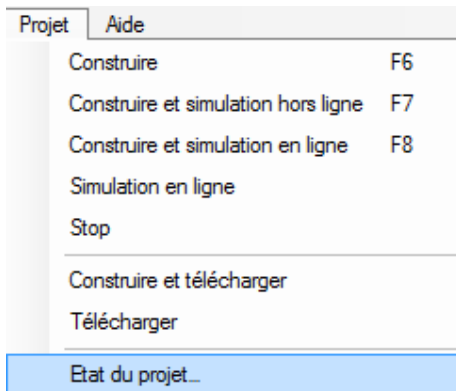 Projet Aide
Construire F6
Construire et simulation hors ligne F7
Construire et simulation en ligne F8
Simulation en ligne
Stop
Construire et télécharger
Télécharger
Etat du projet...